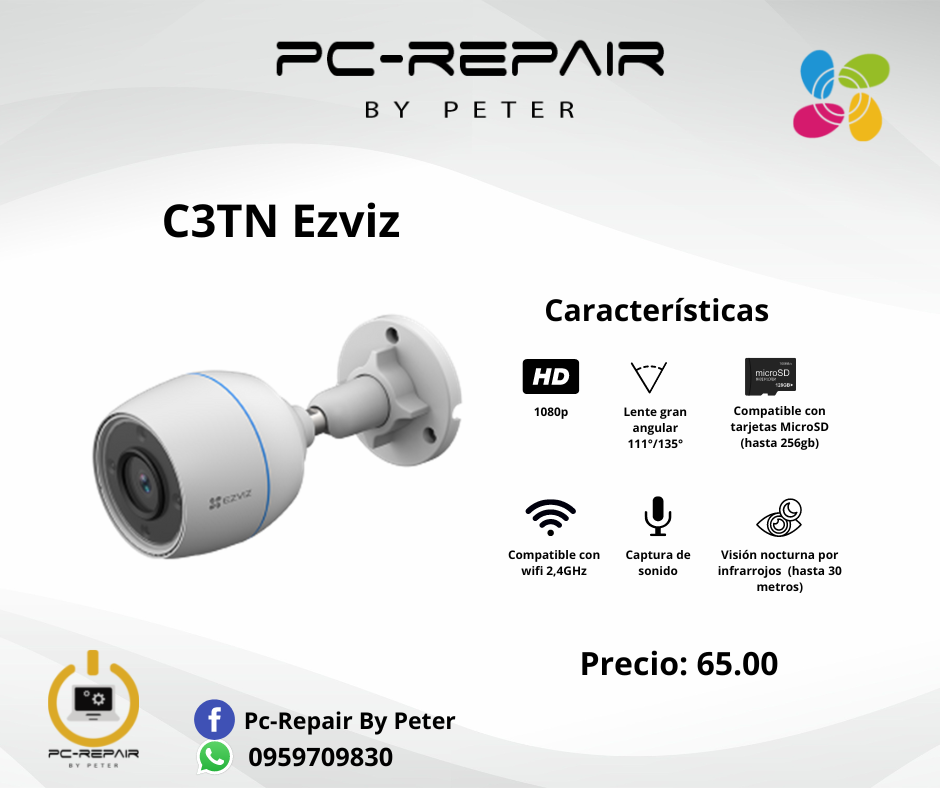 PC-REPAIR
BY PETER
C3TN Ezviz
Características
HD
1080p
Lente gran
angular
111°/135°
microSD
Compatible con
tarjetas MicroSD
(hasta 256gb)
EZVIZ
Compatible con
wifi 2,4GHz
Captura de
sonido
Visión nocturna por
infrarrojos (hasta 30
metros)
Precio: 65.00
PC-REPAIR
BY PETER
Pc-Repair By Peter
0959709830